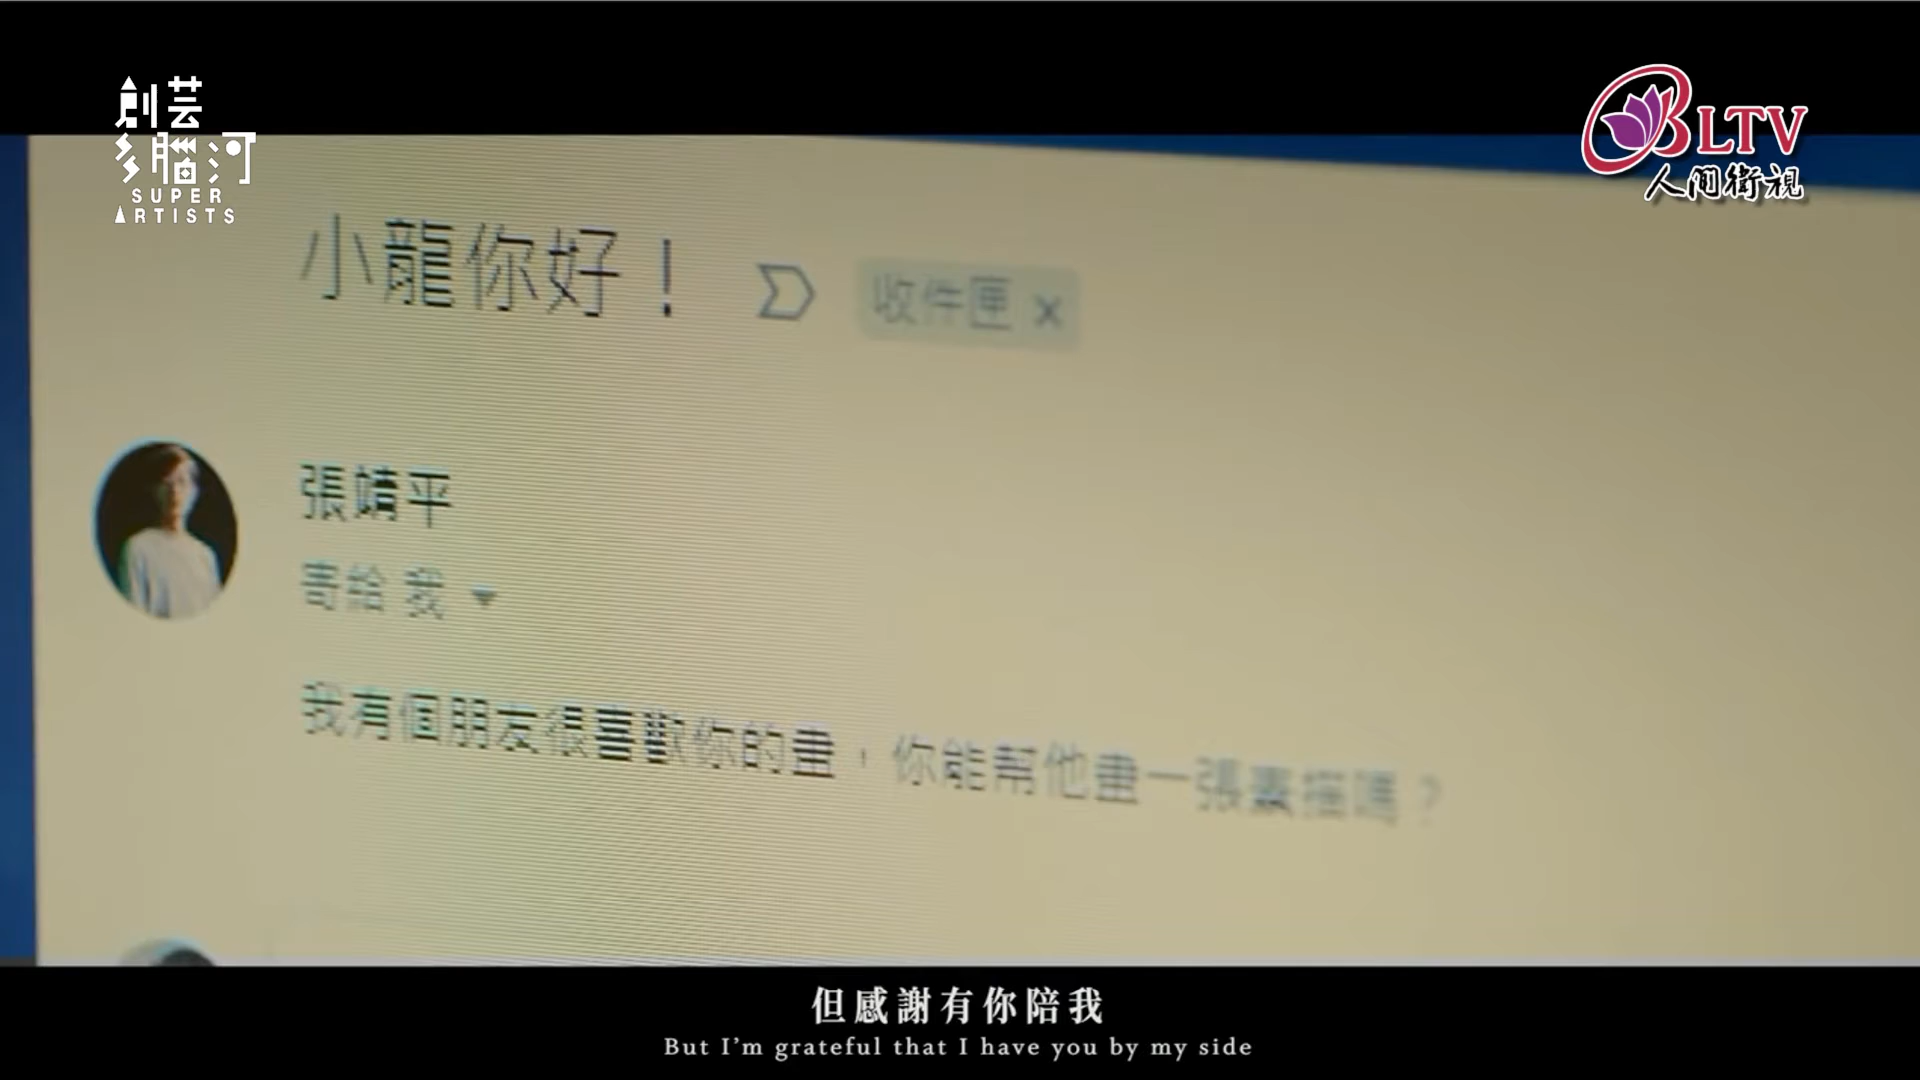 創芸
多腦河
SUPER
ARTISTS
BLTV
人間衛視
小龍你好！
收件匣 x
張靖平
寄給 我
我有個朋友很喜歡你的畫，你能幫他畫一張素描嗎？
但感謝有你陪我
But I'm grateful that I have you by my side